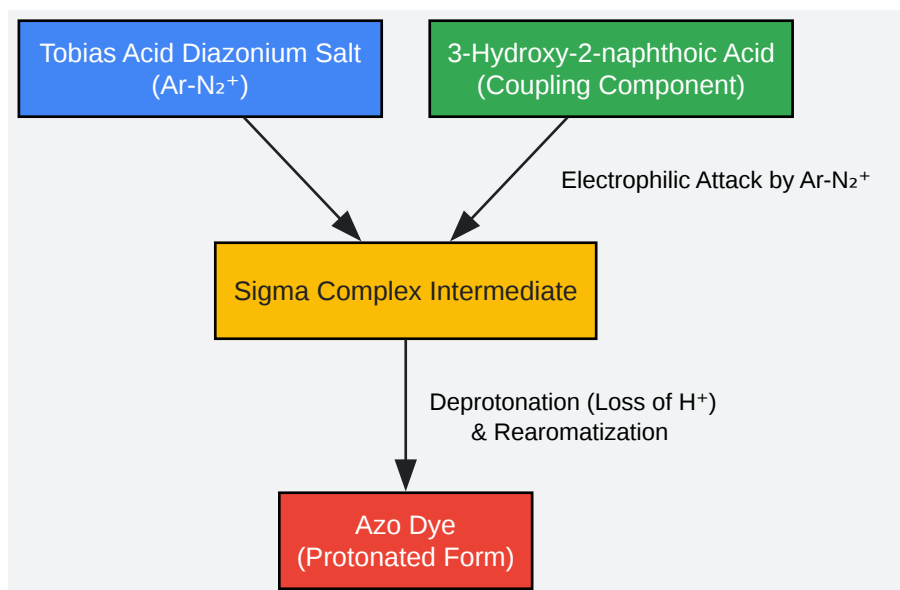 Tobias Acid Diazonium Salt
(Ar-N₂⁺)
3-Hydroxy-2-naphthoic Acid
(Coupling Component)
Electrophilic Attack by Ar-N₂⁺
Sigma Complex Intermediate
Deprotonation (Loss of H⁺)
& Rearomatization
Azo Dye
(Protonated Form)